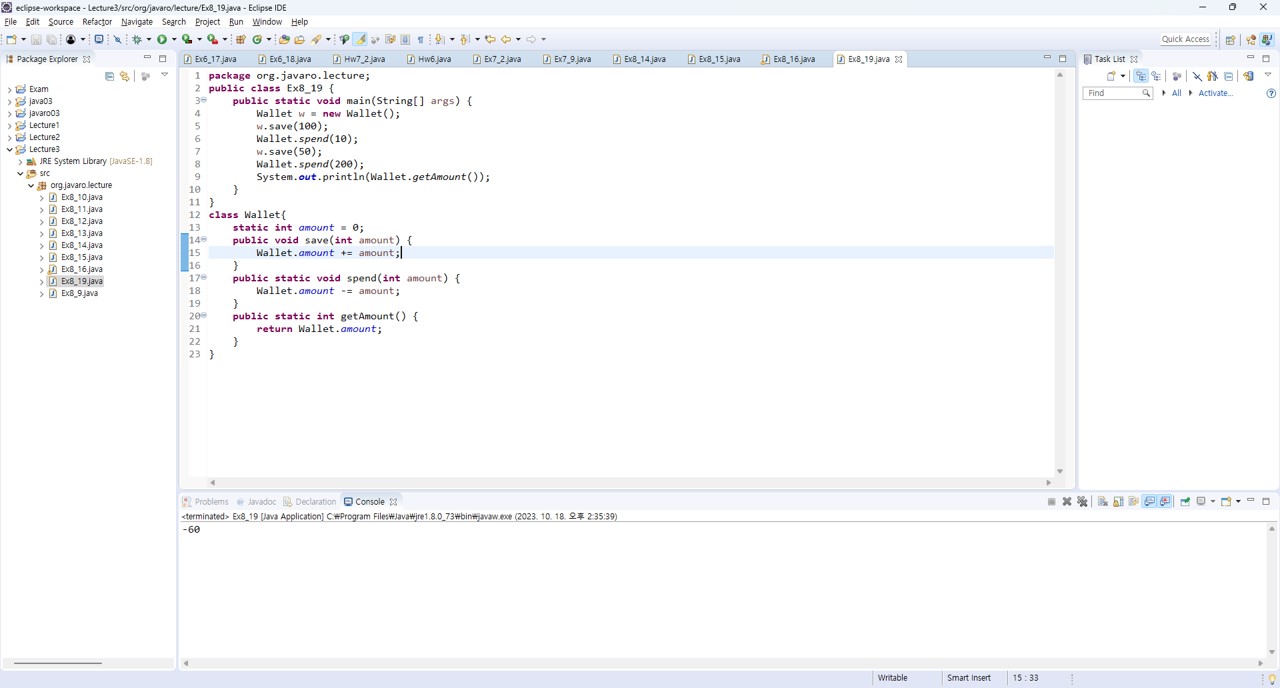 eclipse-workspace - Lecture3/src/org/javaro/lecture/Ex8_19.java - Eclipse IDE
File Edit Source Refactor Navigate Search Project Run Window Help
Quick Access
Package Explorer
Exam
java03
javaro03
Lecture1
Lecture2
Lecture3
JRE System Library [JavaSE-1.8]
src
org.javaro.lecture
Ex8_10.java
Ex8_11.java
Ex8_12.java
Ex8_13.java
Ex8_14.java
Ex8_15.java
Ex8_16.java
Ex8_19.java
Ex8_9.java
Ex6_17.java Ex6_18.java Hw7_2.java Hw6.java Ex7_2.java Ex7_9.java Ex8_14.java Ex8_15.java Ex8_16.java Ex8_19.java
1 package org.javaro.lecture;
2 public class Ex8_19 {
3 public static void main(String[] args) {
4 Wallet w = new Wallet();
5 w.save(100);
6 Wallet.spend(10);
7 w.save(50);
8 Wallet.spend(200);
9 System.out.println(Wallet.getAmount());
10 }
11 }
12 class Wallet{
13 static int amount = 0;
14 public void save(int amount) {
15 Wallet.amount += amount;
16 }
17 public static void spend(int amount) {
18 Wallet.amount -= amount;
19 }
20 public static int getAmount() {
21 return Wallet.amount;
22 }
23 }
Task List
Find All Activate...
Problems Javadoc Declaration Console
<terminated> Ex8_19 [Java Application] C:₩Program Files₩Java₩jre1.8.0_73₩bin₩javaw.exe (2023. 10. 18. 오후 2:35:39)
-60
Writable Smart Insert 15 : 33